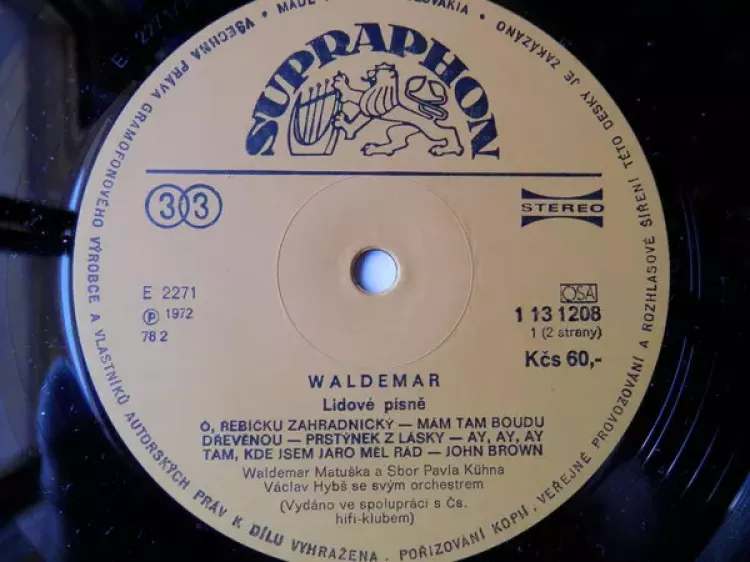 VŠECHNA PRÁVA GRAMOFONOVÉHO VÝROBCE A VLASTNÍKŮ AUTORSKÝCH PRÁV K DÍLU VYHRAŽENA. POŘIZOVÁNÍ KOPIÍ, VEŘEJNÉ PROVOZOVÁNÍ A ROZHLASOVÉ ŠÍŘENÍ TÉTO DESKY JE ZAKÁZÁNO
• MADE
SUPRAPHON
33
STEREO
E 2271
℗ 1972
78 2
OSA
1 13 1208
1 (2 strany)
Kčs 60,-
WALDEMAR
Lidové písně
Ó, ŘEBÍČKU ZAHRADNICKÝ — MÁM TAM BOUDU
DŘEVĚNOU — PRSTÝNEK Z LÁSKY — AY, AY, AY
TAM, KDE JSEM JARO MĚL RÁD — JOHN BROWN
Waldemar Matuška a Sbor Pavla Kühna
Václav Hybš se svým orchestrem
(Vydáno ve spolupráci s Čs.
hifi-klubem)